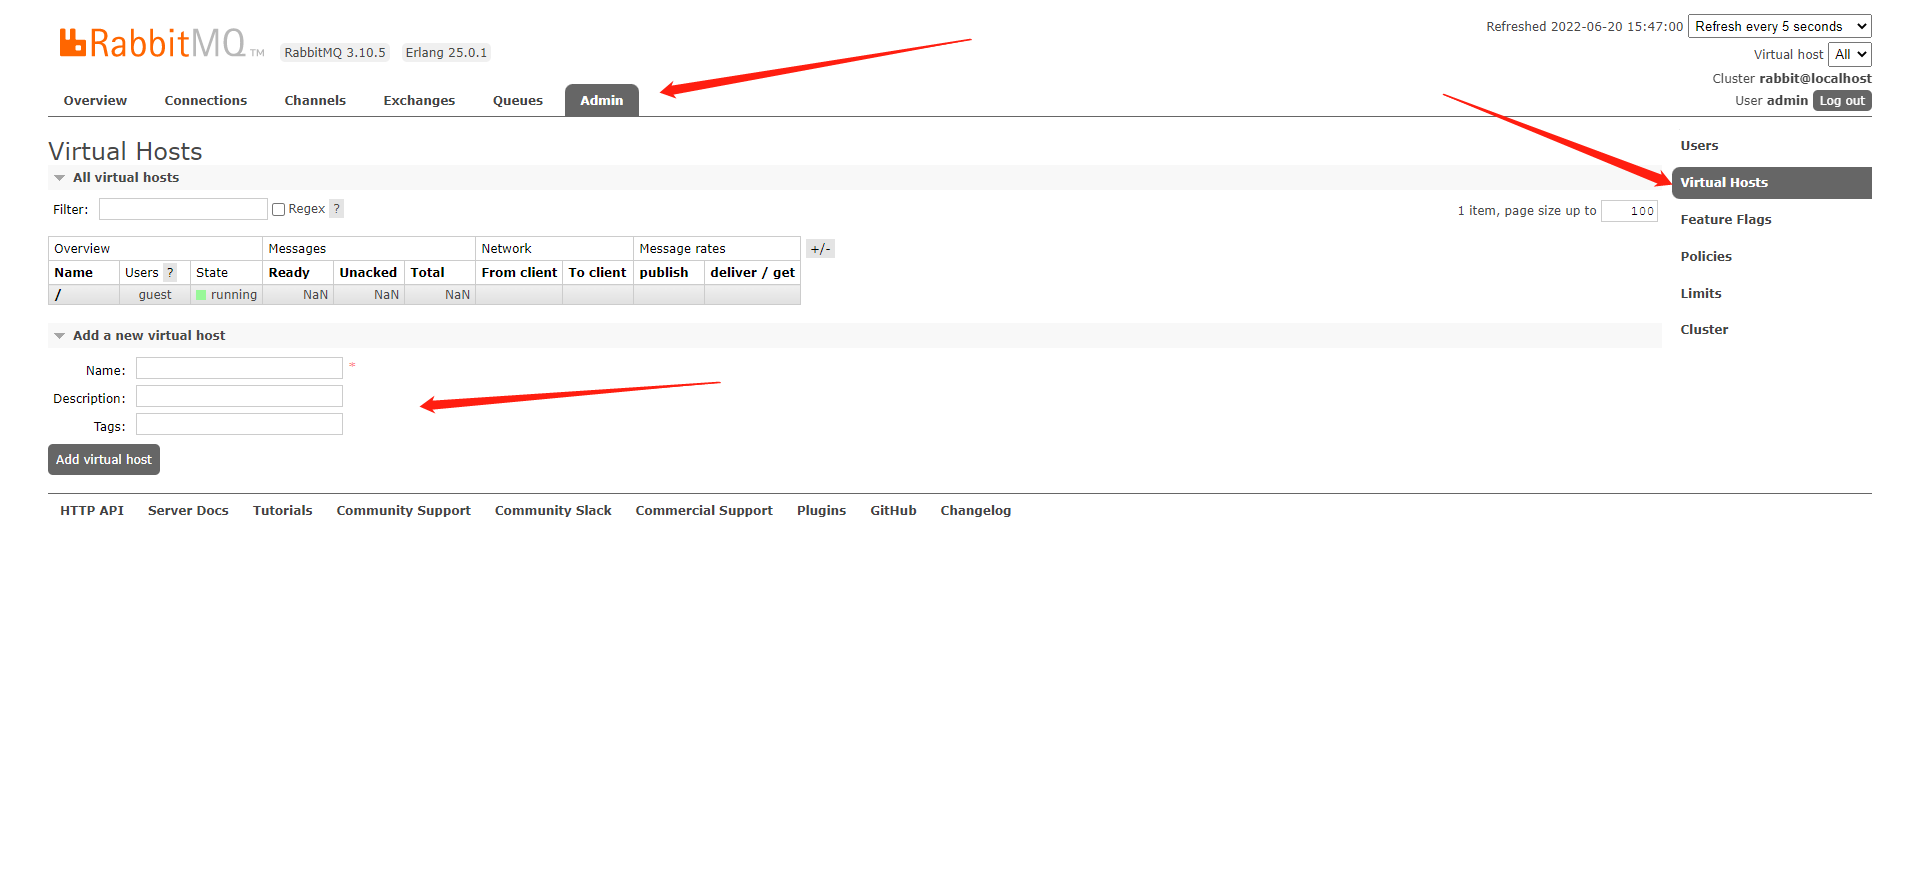 RabbitMQ TM RabbitMQ 3.10.5 Erlang 25.0.1
Refreshed 2022-06-20 15:47:00 Refresh every 5 seconds
Virtual host All
Cluster rabbit@localhost
User admin Log out
Overview Connections Channels Exchanges Queues Admin
Virtual Hosts
All virtual hosts
Filter: Regex ? 1 item, page size up to 100
Overview Messages Network Message rates +/-
Name Users ? State Ready Unacked Total From client To client publish deliver / get
/ guest running NaN NaN NaN
Add a new virtual host
Name: *
Description:
Tags:
Add virtual host
Users
Virtual Hosts
Feature Flags
Policies
Limits
Cluster
HTTP API Server Docs Tutorials Community Support Community Slack Commercial Support Plugins GitHub Changelog